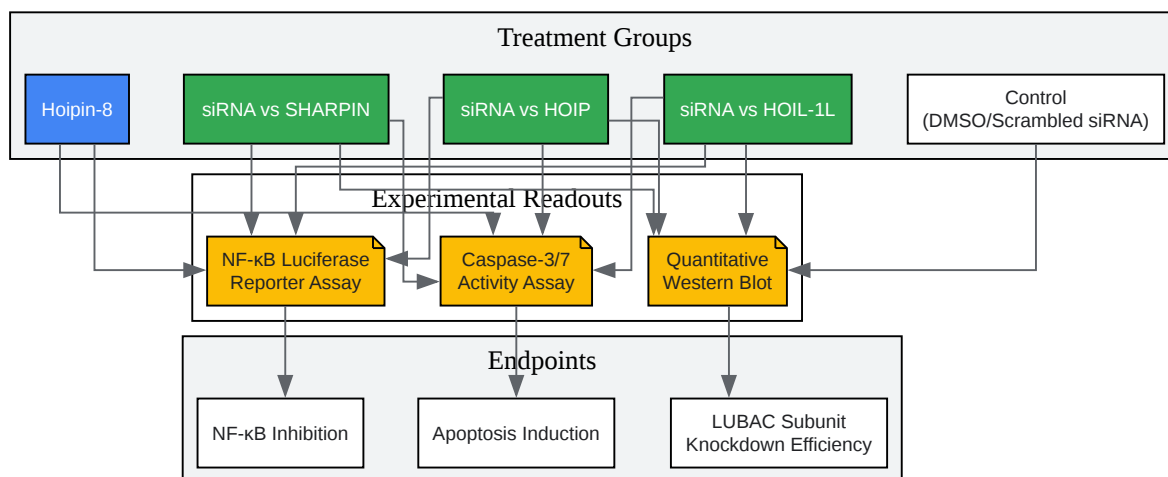 Treatment Groups
Hoipin-8
siRNA vs SHARPIN
siRNA vs HOIP
siRNA vs HOIL-1L
Control
(DMSO/Scrambled siRNA)
Experimental Readouts
NF-κB Luciferase
Reporter Assay
Caspase-3/7
Activity Assay
Quantitative
Western Blot
Endpoints
NF-κB Inhibition
Apoptosis Induction
LUBAC Subunit
Knockdown Efficiency